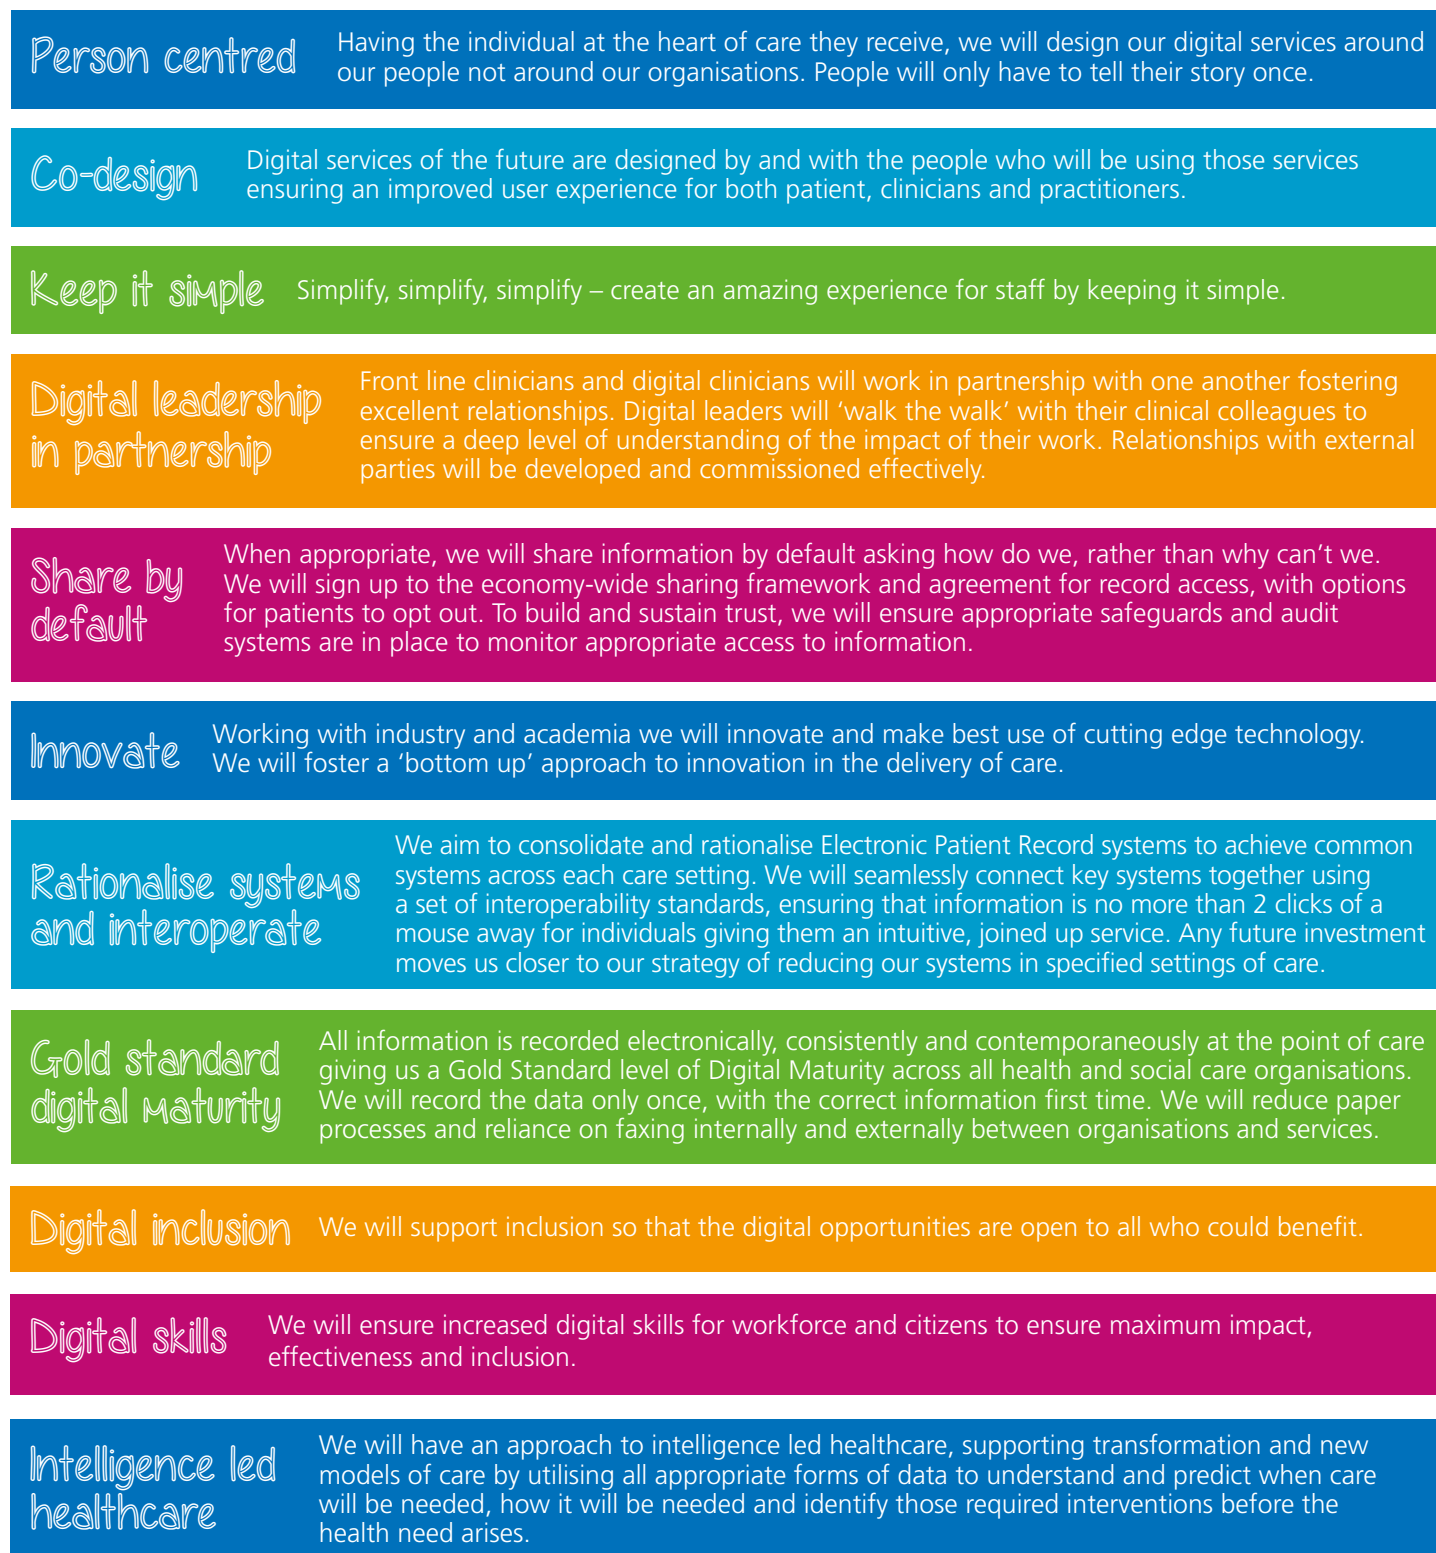 Person centred
Having the individual at the heart of care they receive, we will design our digital services around
our people not around our organisations. People will only have to tell their story once.
Co-design
Digital services of the future are designed by and with the people who will be using those services
ensuring an improved user experience for both patient, clinicians and practitioners.
Keep it simple
Simplify, simplify, simplify – create an amazing experience for staff by keeping it simple.
Digital leadership
in partnership
Front line clinicians and digital clinicians will work in partnership with one another fostering
excellent relationships. Digital leaders will ‘walk the walk’ with their clinical colleagues to
ensure a deep level of understanding of the impact of their work. Relationships with external
parties will be developed and commissioned effectively.
Share by
default
When appropriate, we will share information by default asking how do we, rather than why can’t we.
We will sign up to the economy-wide sharing framework and agreement for record access, with options
for patients to opt out. To build and sustain trust, we will ensure appropriate safeguards and audit
systems are in place to monitor appropriate access to information.
Innovate
Working with industry and academia we will innovate and make best use of cutting edge technology.
We will foster a ‘bottom up’ approach to innovation in the delivery of care.
Rationalise systems
and interoperate
We aim to consolidate and rationalise Electronic Patient Record systems to achieve common
systems across each care setting. We will seamlessly connect key systems together using
a set of interoperability standards, ensuring that information is no more than 2 clicks of a
mouse away for individuals giving them an intuitive, joined up service. Any future investment
moves us closer to our strategy of reducing our systems in specified settings of care.
Gold standard
digital maturity
All information is recorded electronically, consistently and contemporaneously at the point of care
giving us a Gold Standard level of Digital Maturity across all health and social care organisations.
We will record the data only once, with the correct information first time. We will reduce paper
processes and reliance on faxing internally and externally between organisations and services.
Digital inclusion
We will support inclusion so that the digital opportunities are open to all who could benefit.
Digital skills
We will ensure increased digital skills for workforce and citizens to ensure maximum impact,
effectiveness and inclusion.
Intelligence led
healthcare
We will have an approach to intelligence led healthcare, supporting transformation and new
models of care by utilising all appropriate forms of data to understand and predict when care
will be needed, how it will be needed and identify those required interventions before the
health need arises.